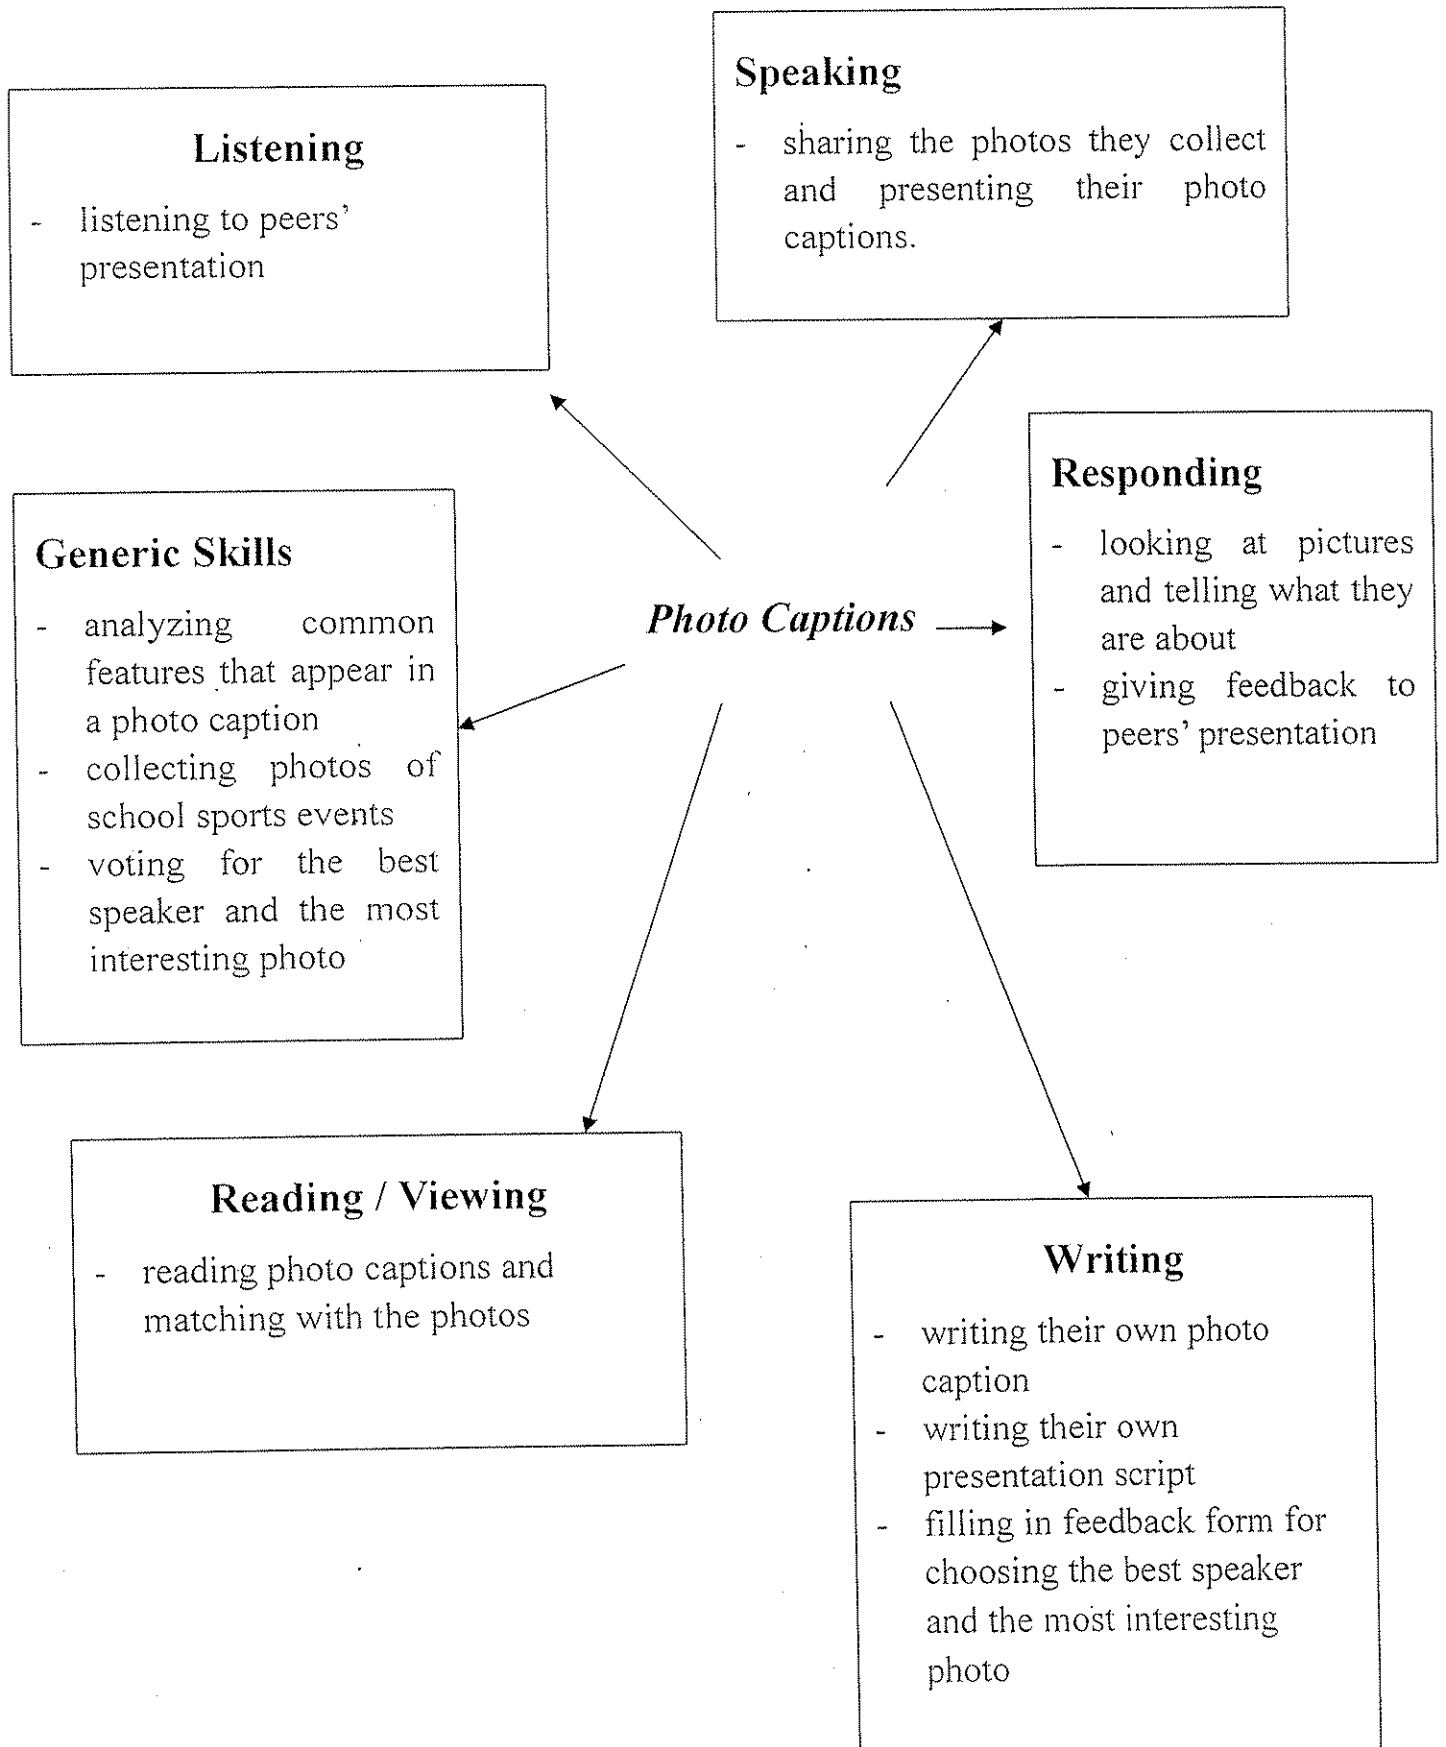 Speaking
- sharing the photos they collect
and presenting their photo
captions.
Listening
- listening to peers'
presentation
Responding
- looking at pictures
and telling what they
are about
- giving feedback to
peers' presentation
Generic Skills
- analyzing common
features that appear in
a photo caption
- collecting photos of
school sports events
- voting for the best
speaker and the most
interesting photo
Photo Captions
Reading / Viewing
- reading photo captions and
matching with the photos
Writing
- writing their own photo
caption
- writing their own
presentation script
- filling in feedback form for
choosing the best speaker
and the most interesting
photo